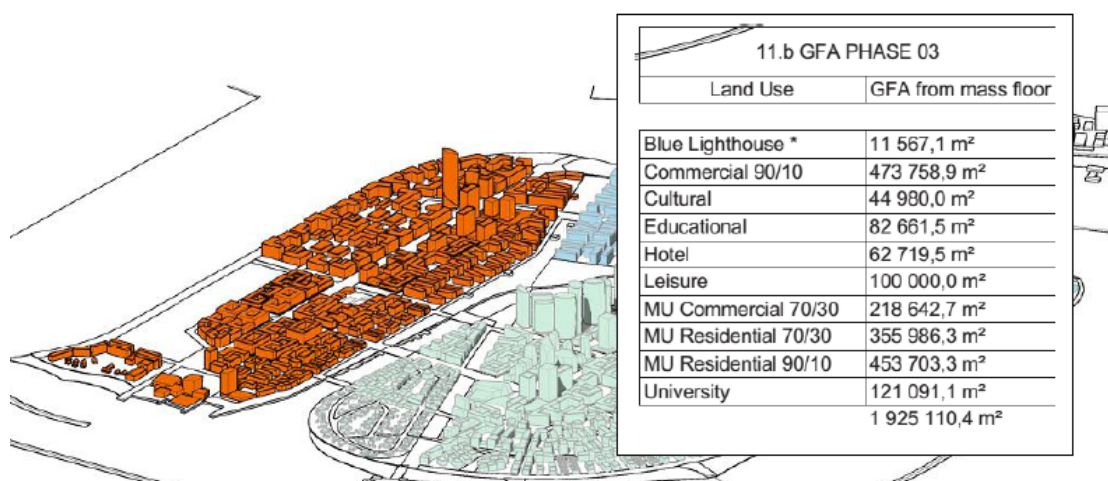 11.b GFA PHASE 03
Land Use GFA from mass floor
Blue Lighthouse * 11 567,1 m²
Commercial 90/10 473 758,9 m²
Cultural 44 980,0 m²
Educational 82 661,5 m²
Hotel 62 719,5 m²
Leisure 100 000,0 m²
MU Commercial 70/30 218 642,7 m²
MU Residential 70/30 355 986,3 m²
MU Residential 90/10 453 703,3 m²
University 121 091,1 m²
1 925 110,4 m²